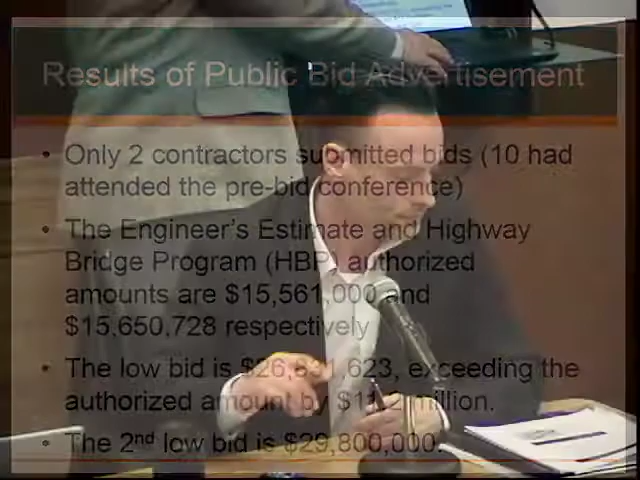 Results of Public Bid Advertisement
• Only 2 contractors submitted bids (10 had
attended the pre-bid conference)
• The Engineer's Estimate and Highway
Bridge Program (HBP) authorized
amounts are $15,561,000 and
$15,650,728 respectively
• The low bid is exceeding the
authorized amount by million.
• The 2nd low bid is $29,800,000.